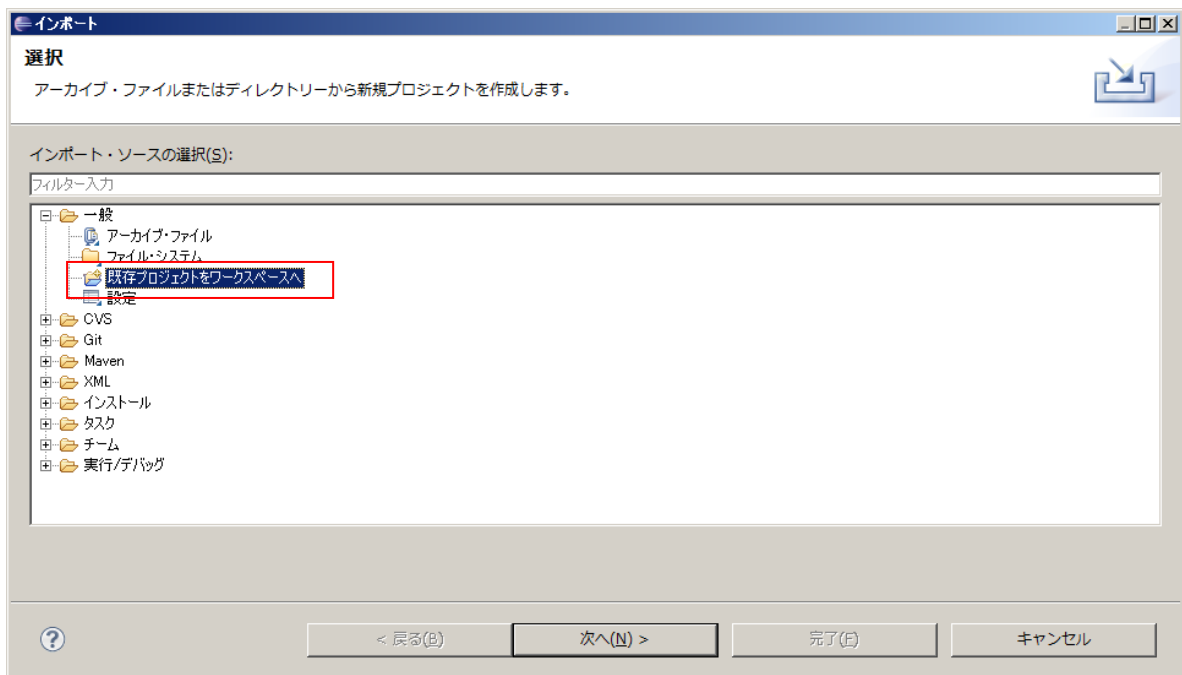 インポート
選択
アーカイブ・ファイルまたはディレクトリーから新規プロジェクトを作成します。
インポート・ソースの選択(S):
フィルター入力
一般
アーカイブ・ファイル
ファイル・システム
既存プロジェクトをワークスペースへ
設定
CVS
Git
Maven
XML
インストール
タスク
チーム
実行/デバッグ
< 戻る(B) 次へ(N) > 完了(F) キャンセル